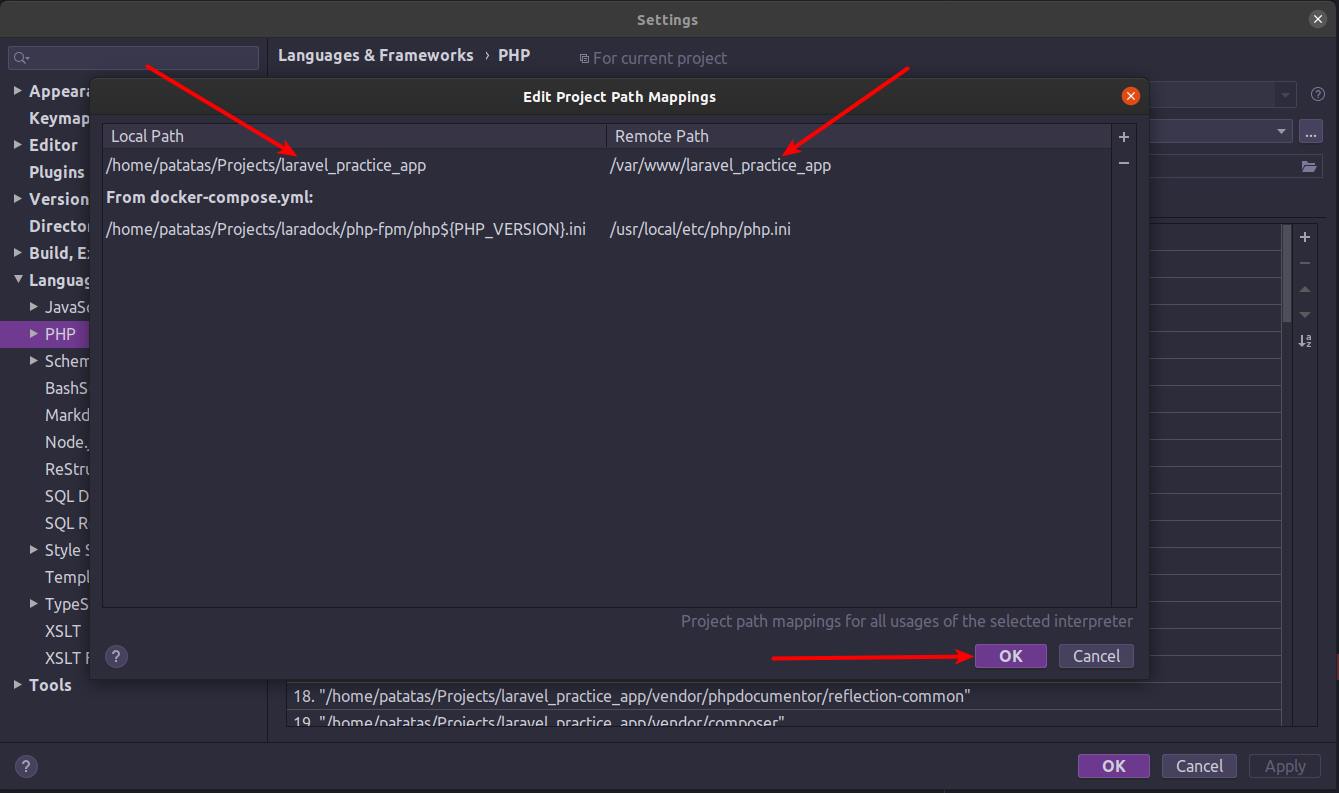 Settings
Languages & Frameworks › PHP
For current project
Appeara
Keymap
Editor
Plugins
Version
Directo
Build, Ex
Languag
JavaSc
PHP
Schem
BashS
Markd
Node.j
ReStru
SQL D
SQL R
Style S
Templ
TypeS
XSLT
XSLT F
Tools
Edit Project Path Mappings
Local Path Remote Path
/home/patatas/Projects/laravel_practice_app /var/www/laravel_practice_app
From docker-compose.yml:
/home/patatas/Projects/laradock/php-fpm/php${PHP_VERSION}.ini /usr/local/etc/php/php.ini
Project path mappings for all usages of the selected interpreter
? OK Cancel
18. "/home/patatas/Projects/laravel_practice_app/vendor/phpdocumentor/reflection-common"
19. "/home/patatas/Projects/laravel_practice_app/vendor/composer"
? OK Cancel Apply